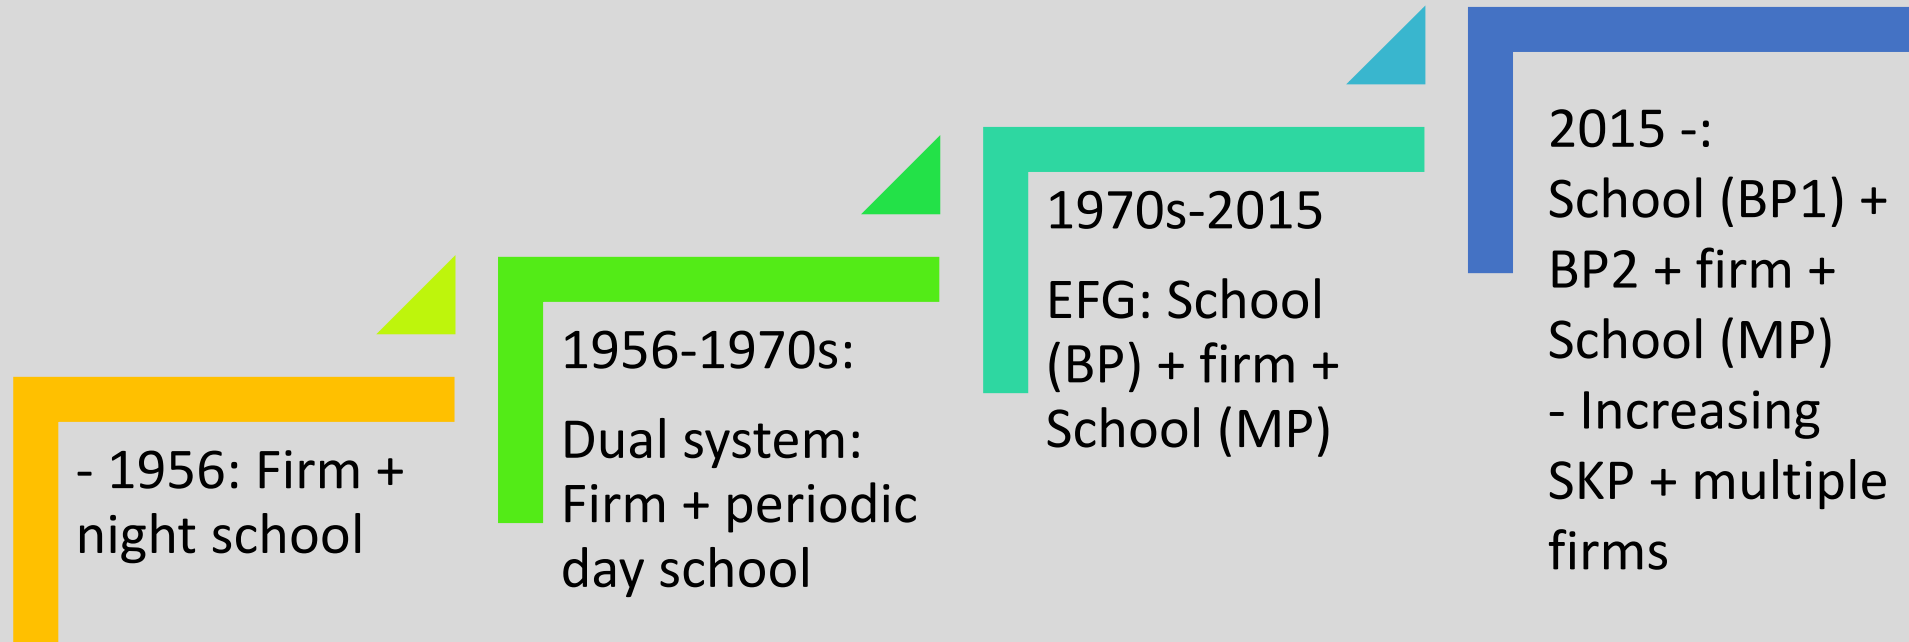 - 1956: Firm +
night school
1956-1970s:
Dual system:
Firm + periodic
day school
1970s-2015
EFG: School
(BP) + firm +
School (MP)
2015 -:
School (BP1) +
BP2 + firm +
School (MP)
- Increasing
SKP + multiple
firms